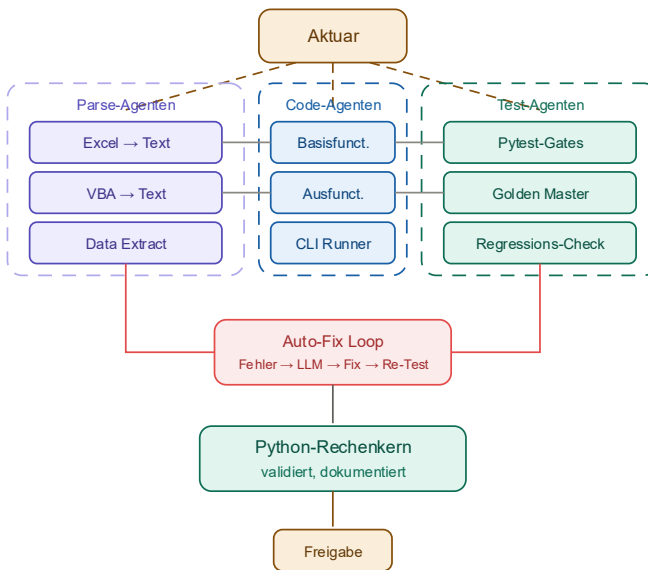 Aktuar
Parse-Agenten
Code-Agenten
Test-Agenten
Excel → Text
Basisfunct.
Pytest-Gates
VBA → Text
Ausfunct.
Golden Master
Data Extract
CLI Runner
Regressions-Check
Auto-Fix Loop
Fehler → LLM → Fix → Re-Test
Python-Rechenkern
validiert, dokumentiert
Freigabe